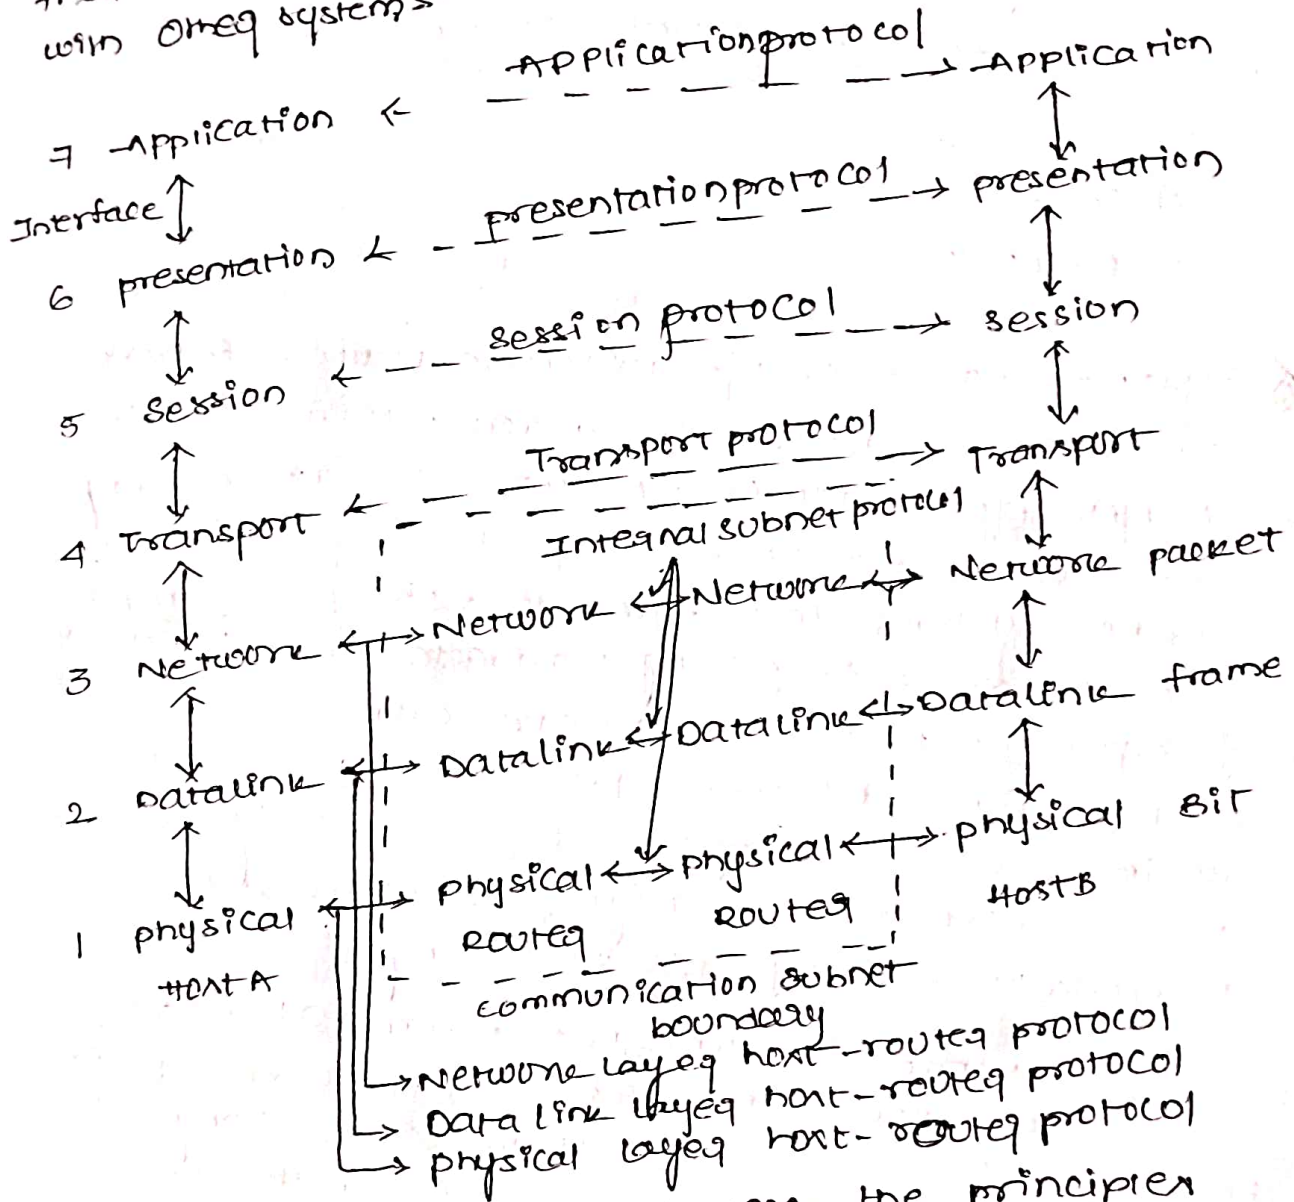 with other systems
Application protocol
7 Application Application
Interface
presentation protocol
6 presentation presentation
session protocol
5 session session
Transport protocol
4 Transport Transport
Internal subnet protocol
3 Network Network Network Network packet
2 Datalink Datalink Datalink Datalink frame
1 physical physical physical physical Bit
Host A Router Router Host B
communication subnet
boundary
Network layer host-router protocol
Data link layer host-router protocol
physical layer host-router protocol
the principles